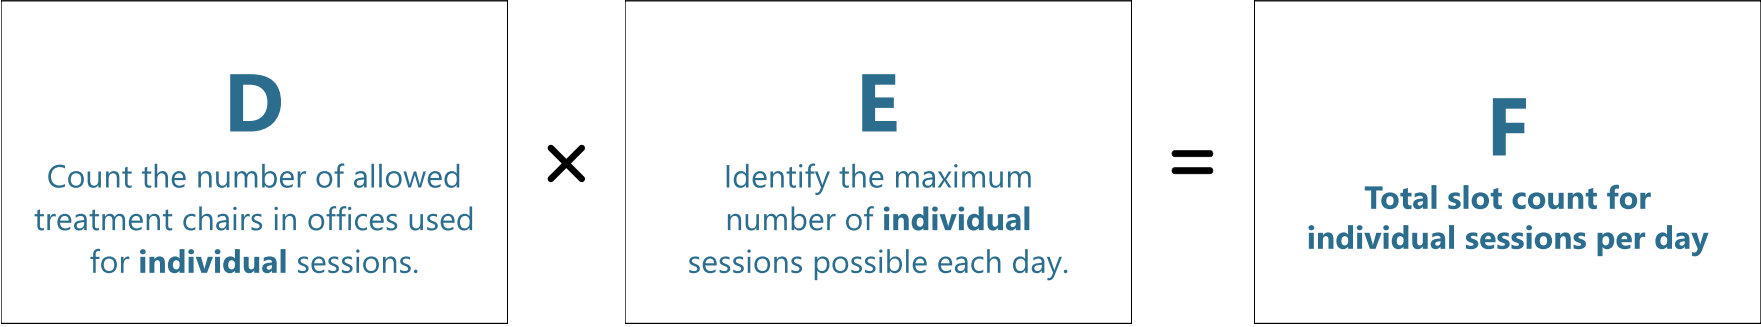 D
Count the number of allowed
treatment chairs in offices used
for individual sessions.
×
E
Identify the maximum
number of individual
sessions possible each day.
=
F
Total slot count for
individual sessions per day